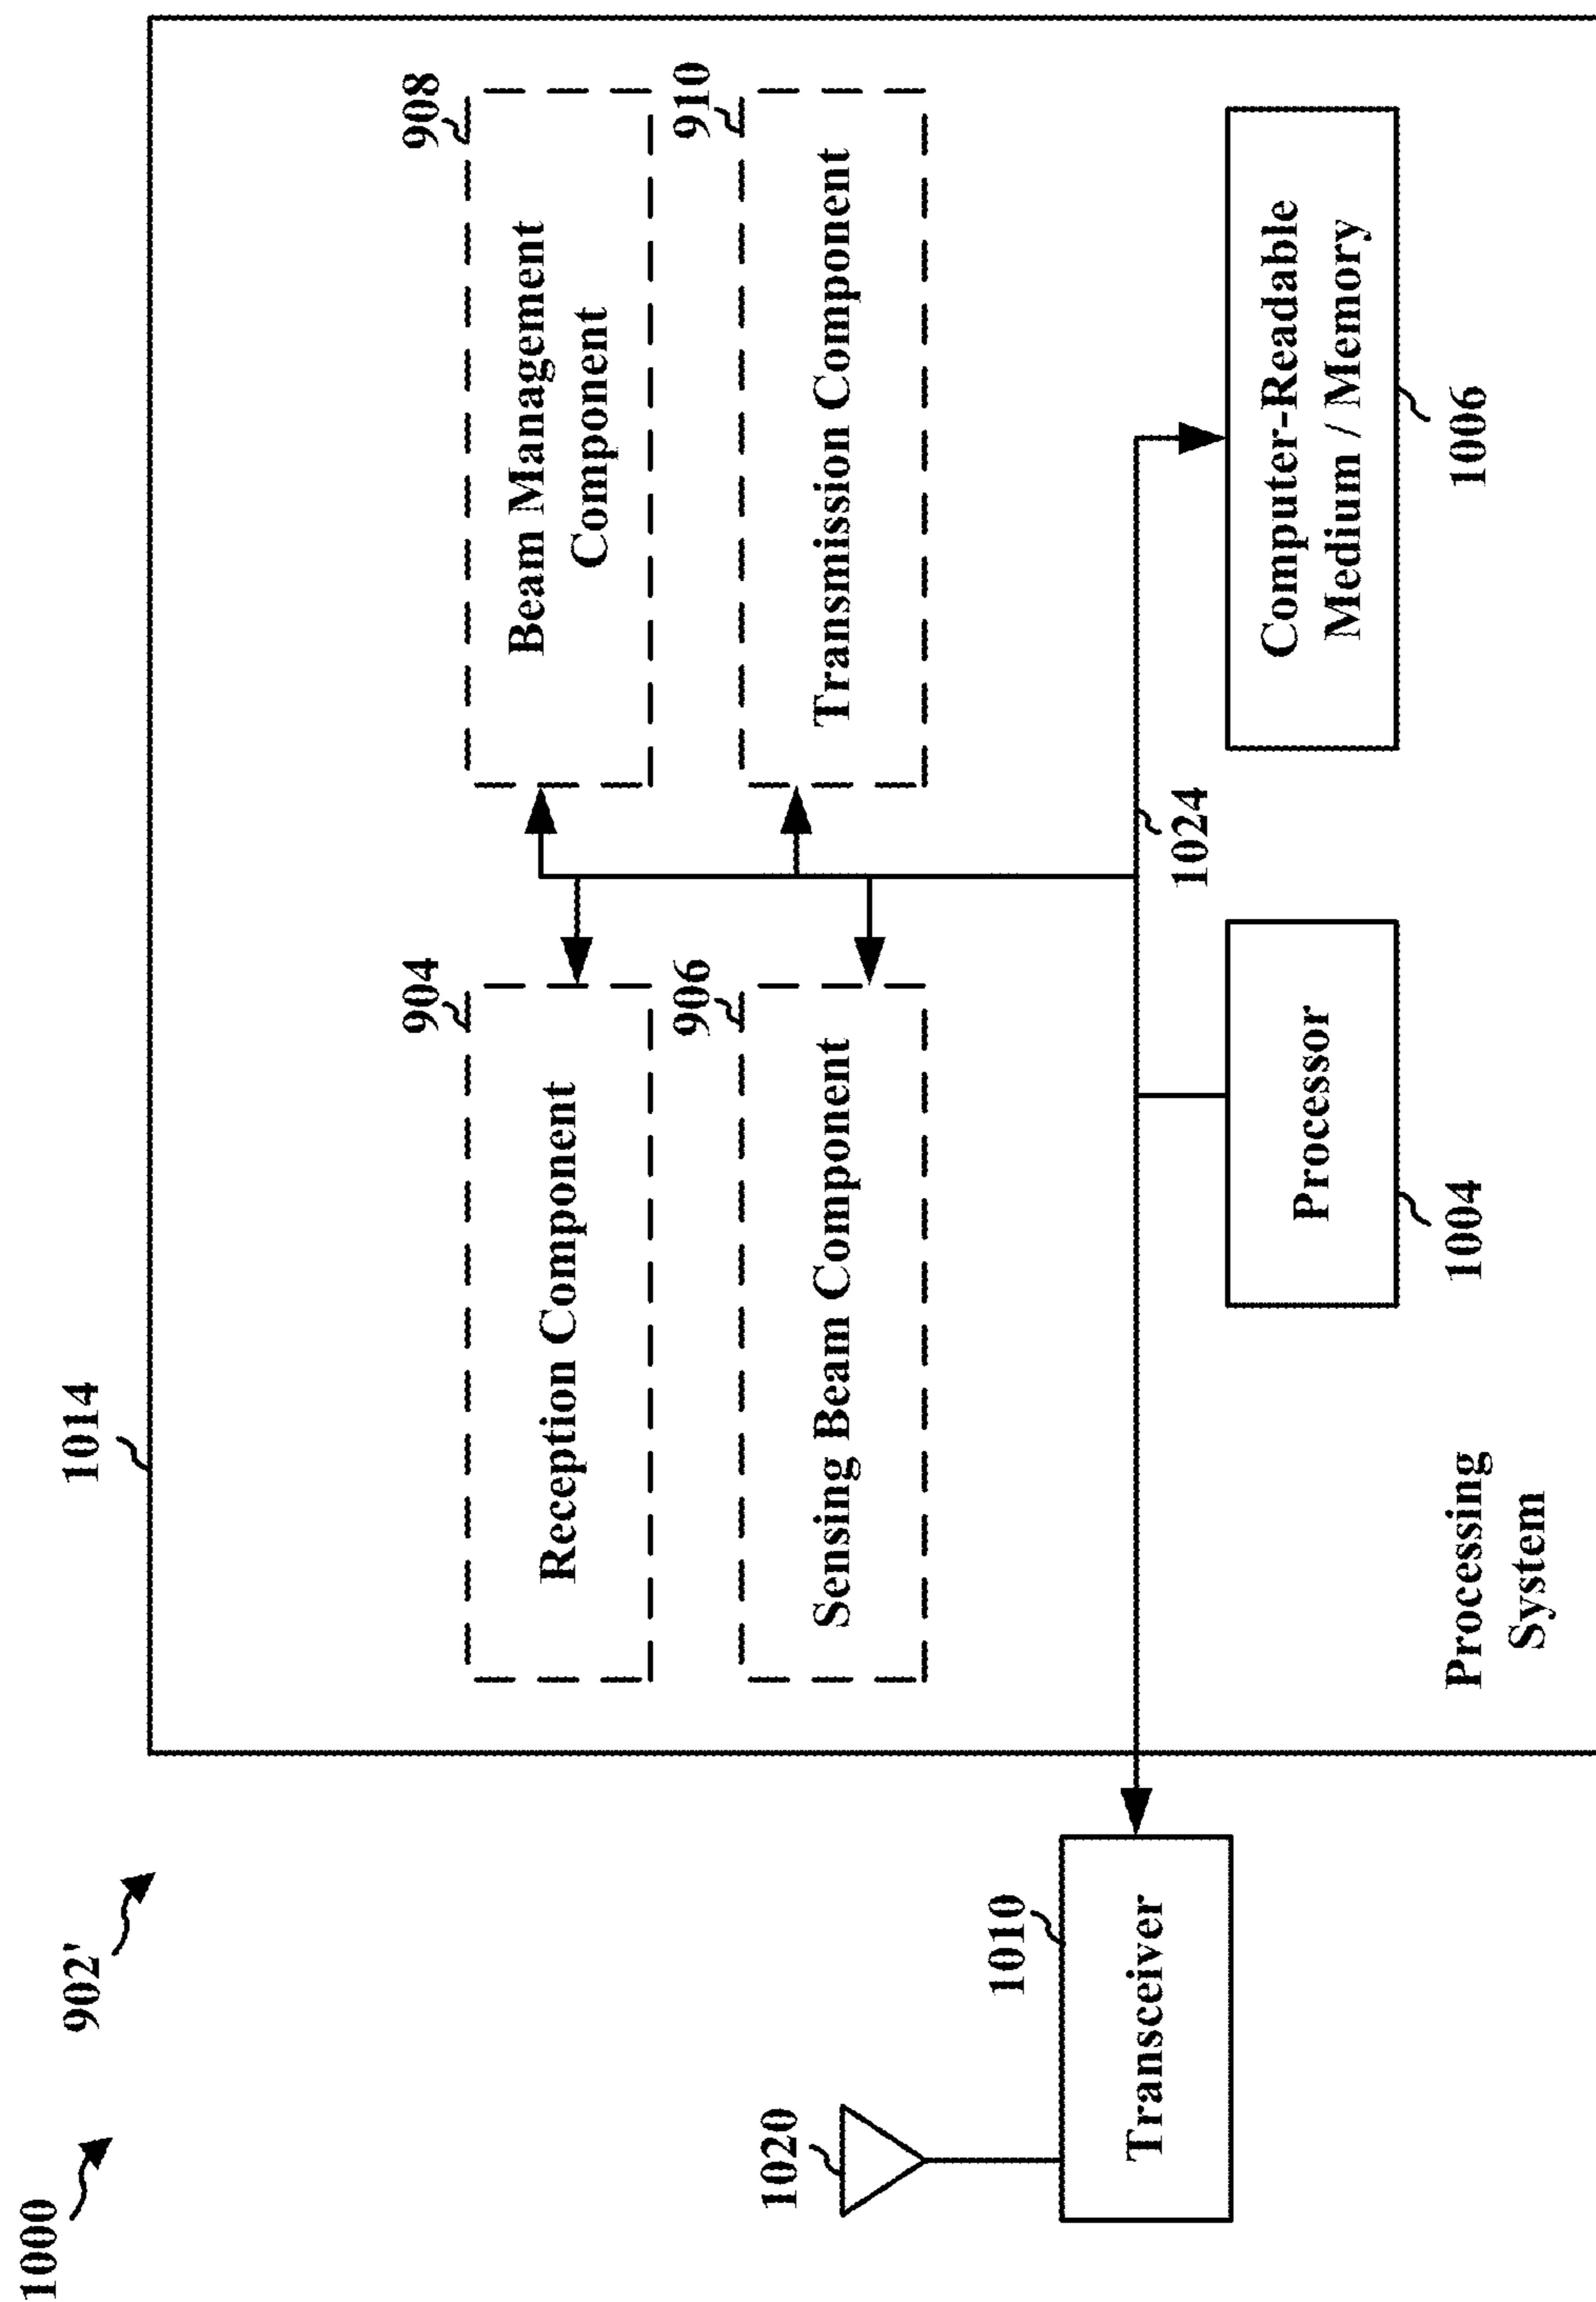 1000
902'
1014
904
Reception Component
908
Beam Management
Component
906
Sensing Beam Component
910
Transmission Component
1020
1010
Transceiver
1024
Processor
1004
Computer-Readable
Medium / Memory
1006
Processing
System